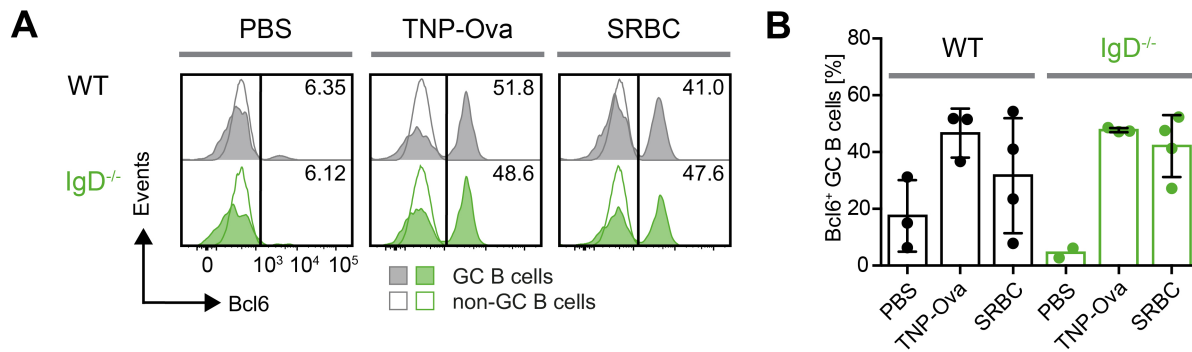 A
PBS TNP-Ova SRBC
WT
6.35 51.8 41.0
IgD-/-
6.12 48.6 47.6
Events
0 10³ 10⁴ 10⁵
Bcl6
GC B cells
non-GC B cells
B
WT IgD-/-
Bcl6⁺ GC B cells [%]
80
60
40
20
0
PBS TNP-Ova SRBC PBS TNP-Ova SRBC